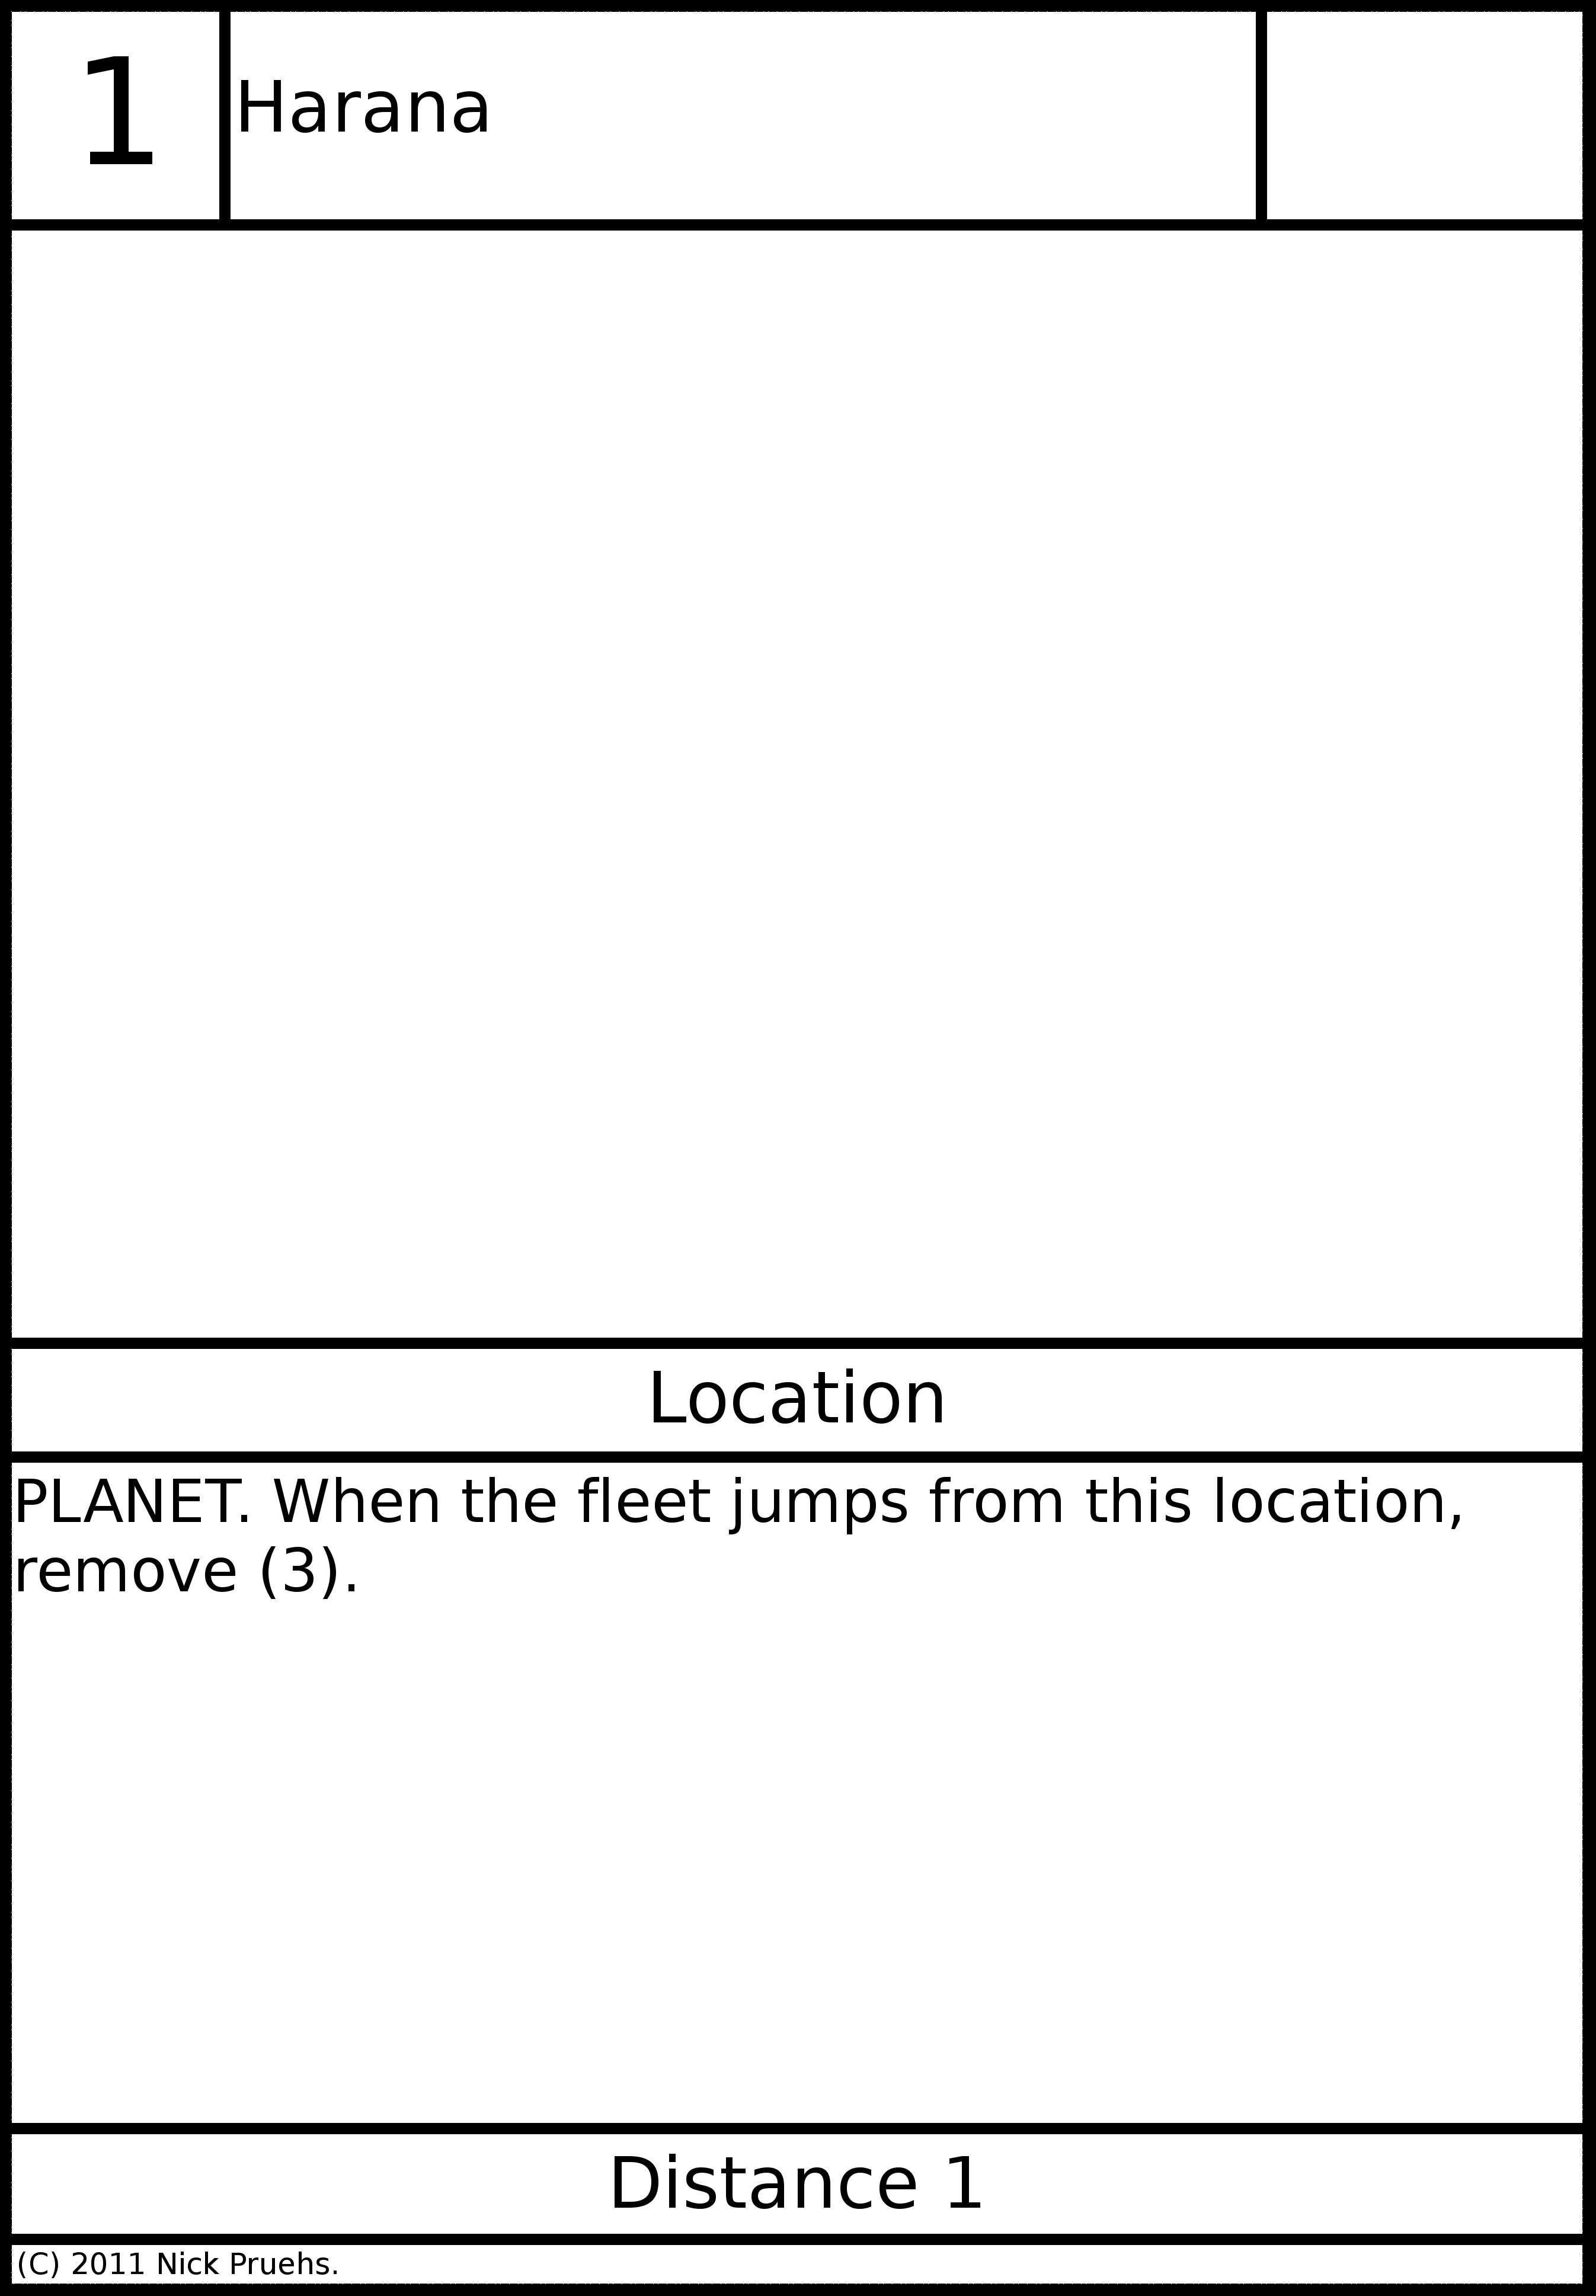 1
Harana
Location
PLANET. When the fleet jumps from this location,
remove (3).
Distance 1
(C) 2011 Nick Pruehs.